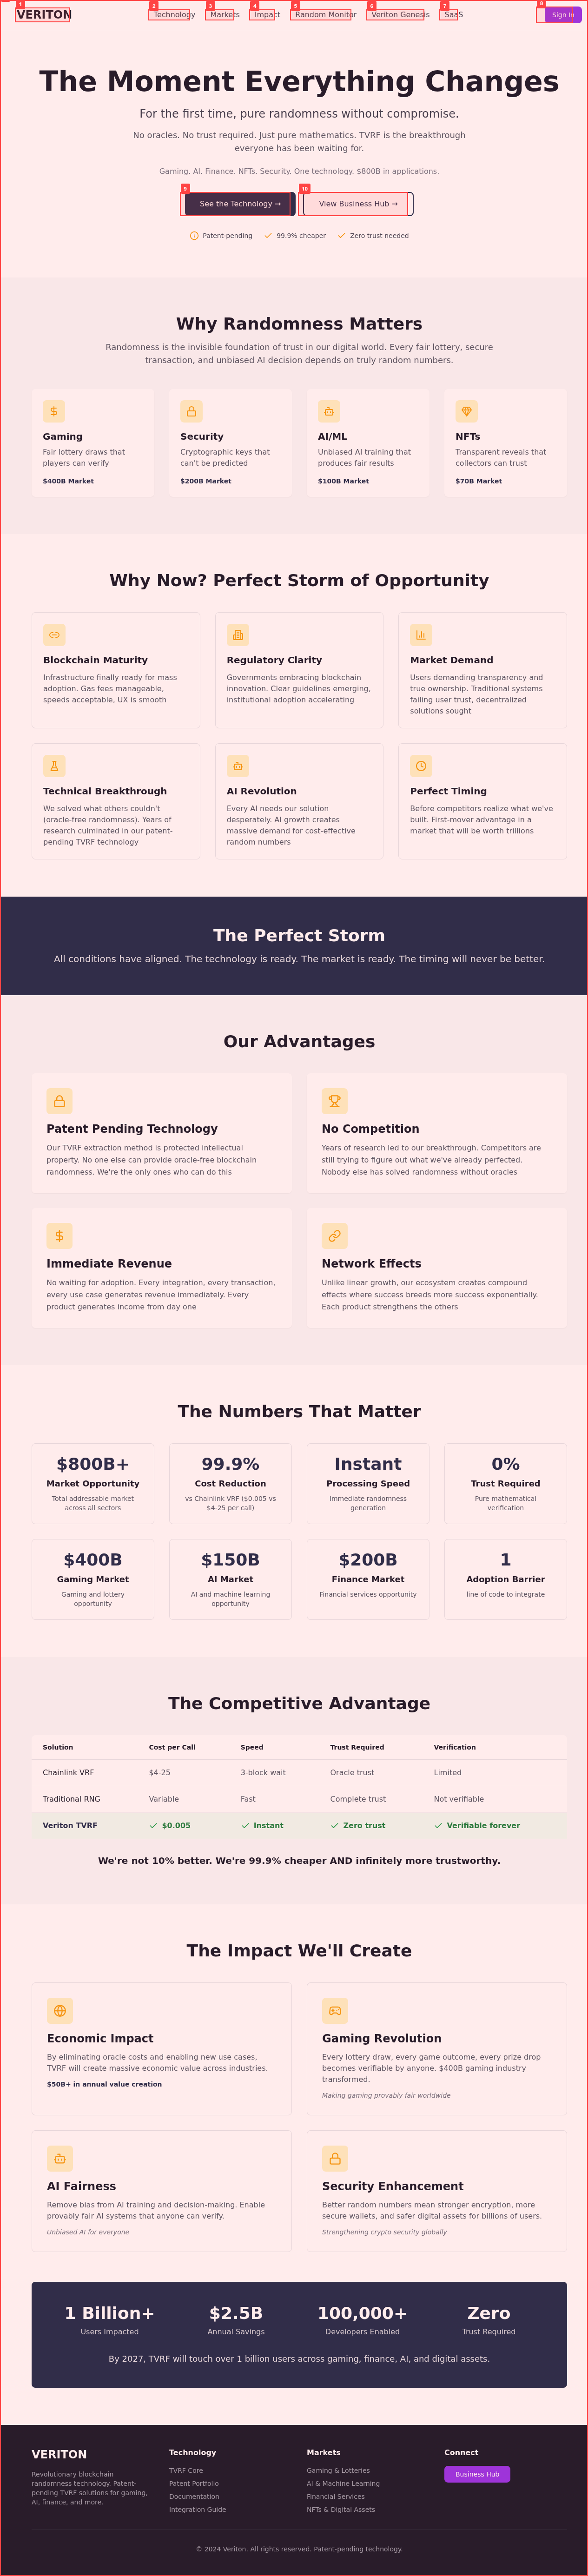 1
2
3
4
5
6
7
8
VERITON
Technology
Markets
Impact
Random Monitor
Veriton Genesis
SaaS
Sign In
The Moment Everything Changes
For the first time, pure randomness without compromise.
No oracles. No trust required. Just pure mathematics. TVRF is the breakthrough
everyone has been waiting for.
Gaming. AI. Finance. NFTs. Security. One technology. $800B in applications.
9
10
See the Technology →
View Business Hub →
Patent-pending
99.9% cheaper
Zero trust needed
Why Randomness Matters
Randomness is the invisible foundation of trust in our digital world. Every fair lottery, secure
transaction, and unbiased AI decision depends on truly random numbers.
Gaming
Fair lottery draws that
players can verify
$400B Market
Security
Cryptographic keys that
can't be predicted
$200B Market
AI/ML
Unbiased AI training that
produces fair results
$100B Market
NFTs
Transparent reveals that
collectors can trust
$70B Market
Why Now? Perfect Storm of Opportunity
Blockchain Maturity
Infrastructure finally ready for mass
adoption. Gas fees manageable,
speeds acceptable, UX is smooth
Regulatory Clarity
Governments embracing blockchain
innovation. Clear guidelines emerging,
institutional adoption accelerating
Market Demand
Users demanding transparency and
true ownership. Traditional systems
failing user trust, decentralized
solutions sought
Technical Breakthrough
We solved what others couldn't
(oracle-free randomness). Years of
research culminated in our patent-
pending TVRF technology
AI Revolution
Every AI needs our solution
desperately. AI growth creates
massive demand for cost-effective
random numbers
Perfect Timing
Before competitors realize what we've
built. First-mover advantage in a
market that will be worth trillions
The Perfect Storm
All conditions have aligned. The technology is ready. The market is ready. The timing will never be better.
Our Advantages
Patent Pending Technology
Our TVRF extraction method is protected intellectual
property. No one else can provide oracle-free blockchain
randomness. We're the only ones who can do this
No Competition
Years of research led to our breakthrough. Competitors are
still trying to figure out what we've already perfected.
Nobody else has solved randomness without oracles
Immediate Revenue
No waiting for adoption. Every integration, every transaction,
every use case generates revenue immediately. Every
product generates income from day one
Network Effects
Unlike linear growth, our ecosystem creates compound
effects where success breeds more success exponentially.
Each product strengthens the others
The Numbers That Matter
$800B+
Market Opportunity
Total addressable market
across all sectors
99.9%
Cost Reduction
vs Chainlink VRF ($0.005 vs
$4-25 per call)
Instant
Processing Speed
Immediate randomness
generation
0%
Trust Required
Pure mathematical
verification
$400B
Gaming Market
Gaming and lottery
opportunity
$150B
AI Market
AI and machine learning
opportunity
$200B
Finance Market
Financial services opportunity
1
Adoption Barrier
line of code to integrate
The Competitive Advantage
Solution
Cost per Call
Speed
Trust Required
Verification
Chainlink VRF
$4-25
3-block wait
Oracle trust
Limited
Traditional RNG
Variable
Fast
Complete trust
Not verifiable
Veriton TVRF
$0.005
Instant
Zero trust
Verifiable forever
We're not 10% better. We're 99.9% cheaper AND infinitely more trustworthy.
The Impact We'll Create
Economic Impact
By eliminating oracle costs and enabling new use cases,
TVRF will create massive economic value across industries.
$50B+ in annual value creation
Gaming Revolution
Every lottery draw, every game outcome, every prize drop
becomes verifiable by anyone. $400B gaming industry
transformed.
Making gaming provably fair worldwide
AI Fairness
Remove bias from AI training and decision-making. Enable
provably fair AI systems that anyone can verify.
Unbiased AI for everyone
Security Enhancement
Better random numbers mean stronger encryption, more
secure wallets, and safer digital assets for billions of users.
Strengthening crypto security globally
1 Billion+
Users Impacted
$2.5B
Annual Savings
100,000+
Developers Enabled
Zero
Trust Required
By 2027, TVRF will touch over 1 billion users across gaming, finance, AI, and digital assets.
VERITON
Revolutionary blockchain
randomness technology. Patent-
pending TVRF solutions for gaming,
AI, finance, and more.
Technology
TVRF Core
Patent Portfolio
Documentation
Integration Guide
Markets
Gaming & Lotteries
AI & Machine Learning
Financial Services
NFTs & Digital Assets
Connect
Business Hub
© 2024 Veriton. All rights reserved. Patent-pending technology.